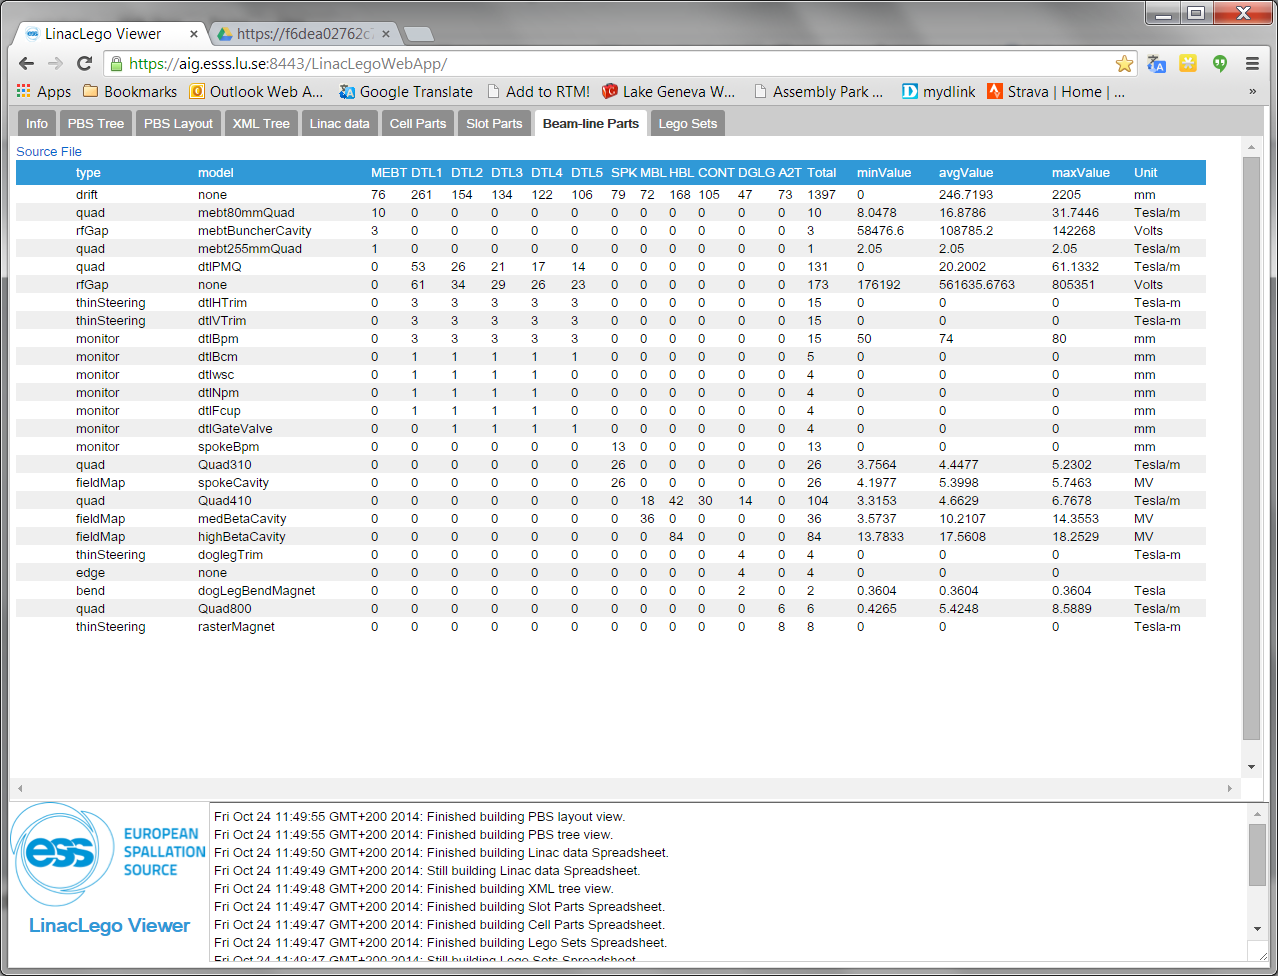 LinacLego Viewer × https://f6dea02762c ×
https://aig.esss.lu.se:8443/LinacLegoWebApp/
Apps Bookmarks Outlook Web A... Google Translate Add to RTM! Lake Geneva W... Assembly Park ... mydlink Strava | Home | ... »
Info PBS Tree PBS Layout XML Tree Linac data Cell Parts Slot Parts Beam-line Parts Lego Sets
Source File
type model MEBT DTL1 DTL2 DTL3 DTL4 DTL5 SPK MBL HBL CONT DGLG A2T Total minValue avgValue maxValue Unit
drift none 76 261 154 134 122 106 79 72 168 105 47 73 1397 0 246.7193 2205 mm
quad mebt80mmQuad 10 0 0 0 0 0 0 0 0 0 0 0 10 8.0478 16.8786 31.7446 Tesla/m
rfGap mebtBuncherCavity 3 0 0 0 0 0 0 0 0 0 0 0 3 58476.6 108785.2 142268 Volts
quad mebt255mmQuad 1 0 0 0 0 0 0 0 0 0 0 0 1 2.05 2.05 2.05 Tesla/m
quad dtlPMQ 0 53 26 21 17 14 0 0 0 0 0 0 131 0 20.2002 61.1332 Tesla/m
rfGap none 0 61 34 29 26 23 0 0 0 0 0 0 173 176192 561635.6763 805351 Volts
thinSteering dtlHTrim 0 3 3 3 3 3 0 0 0 0 0 0 15 0 0 0 Tesla-m
thinSteering dtlVTrim 0 3 3 3 3 3 0 0 0 0 0 0 15 0 0 0 Tesla-m
monitor dtlBpm 0 3 3 3 3 3 0 0 0 0 0 0 15 50 74 80 mm
monitor dtlBcm 0 1 1 1 1 1 0 0 0 0 0 0 5 0 0 0 mm
monitor dtlwsc 0 1 1 1 1 0 0 0 0 0 0 0 4 0 0 0 mm
monitor dtlNpm 0 1 1 1 1 0 0 0 0 0 0 0 4 0 0 0 mm
monitor dtlFcup 0 1 1 1 1 0 0 0 0 0 0 0 4 0 0 0 mm
monitor dtlGateValve 0 0 1 1 1 1 0 0 0 0 0 0 4 0 0 0 mm
monitor spokeBpm 0 0 0 0 0 0 13 0 0 0 0 0 13 0 0 0 mm
quad Quad310 0 0 0 0 0 0 26 0 0 0 0 0 26 3.7564 4.4477 5.2302 Tesla/m
fieldMap spokeCavity 0 0 0 0 0 0 26 0 0 0 0 0 26 4.1977 5.3998 5.7463 MV
quad Quad410 0 0 0 0 0 0 0 18 42 30 14 0 104 3.3153 4.6629 6.7678 Tesla/m
fieldMap medBetaCavity 0 0 0 0 0 0 0 36 0 0 0 0 36 3.5737 10.2107 14.3553 MV
fieldMap highBetaCavity 0 0 0 0 0 0 0 0 84 0 0 0 84 13.7833 17.5608 18.2529 MV
thinSteering doglegTrim 0 0 0 0 0 0 0 0 0 0 4 0 4 0 0 0 Tesla-m
edge none 0 0 0 0 0 0 0 0 0 0 4 0 4 0 0 0
bend dogLegBendMagnet 0 0 0 0 0 0 0 0 0 0 2 0 2 0.3604 0.3604 0.3604 Tesla
quad Quad800 0 0 0 0 0 0 0 0 0 0 0 6 6 0.4265 5.4248 8.5889 Tesla/m
thinSteering rasterMagnet 0 0 0 0 0 0 0 0 0 0 0 8 8 0 0 0 Tesla-m
ess
EUROPEAN
SPALLATION
SOURCE
LinacLego Viewer
Fri Oct 24 11:49:55 GMT+200 2014: Finished building PBS layout view.
Fri Oct 24 11:49:55 GMT+200 2014: Finished building PBS tree view.
Fri Oct 24 11:49:50 GMT+200 2014: Finished building Linac data Spreadsheet.
Fri Oct 24 11:49:49 GMT+200 2014: Still building Linac data Spreadsheet.
Fri Oct 24 11:49:48 GMT+200 2014: Finished building XML tree view.
Fri Oct 24 11:49:47 GMT+200 2014: Finished building Slot Parts Spreadsheet.
Fri Oct 24 11:49:47 GMT+200 2014: Finished building Cell Parts Spreadsheet.
Fri Oct 24 11:49:47 GMT+200 2014: Finished building Lego Sets Spreadsheet.
Fri Oct 24 11:49:47 GMT+200 2014: Still building Lego Sets Spreadsheet.